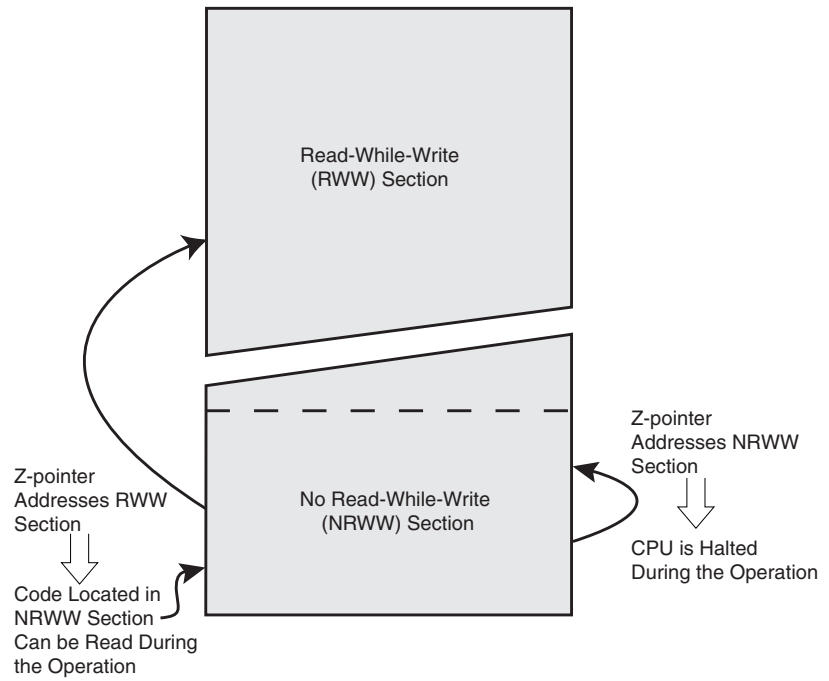 Read-While-Write
(RWW) Section
Z-pointer
Addresses RWW
Section
Code Located in
NRWW Section
Can be Read During
the Operation
No Read-While-Write
(NRWW) Section
Z-pointer
Addresses NRWW
Section
CPU is Halted
During the Operation